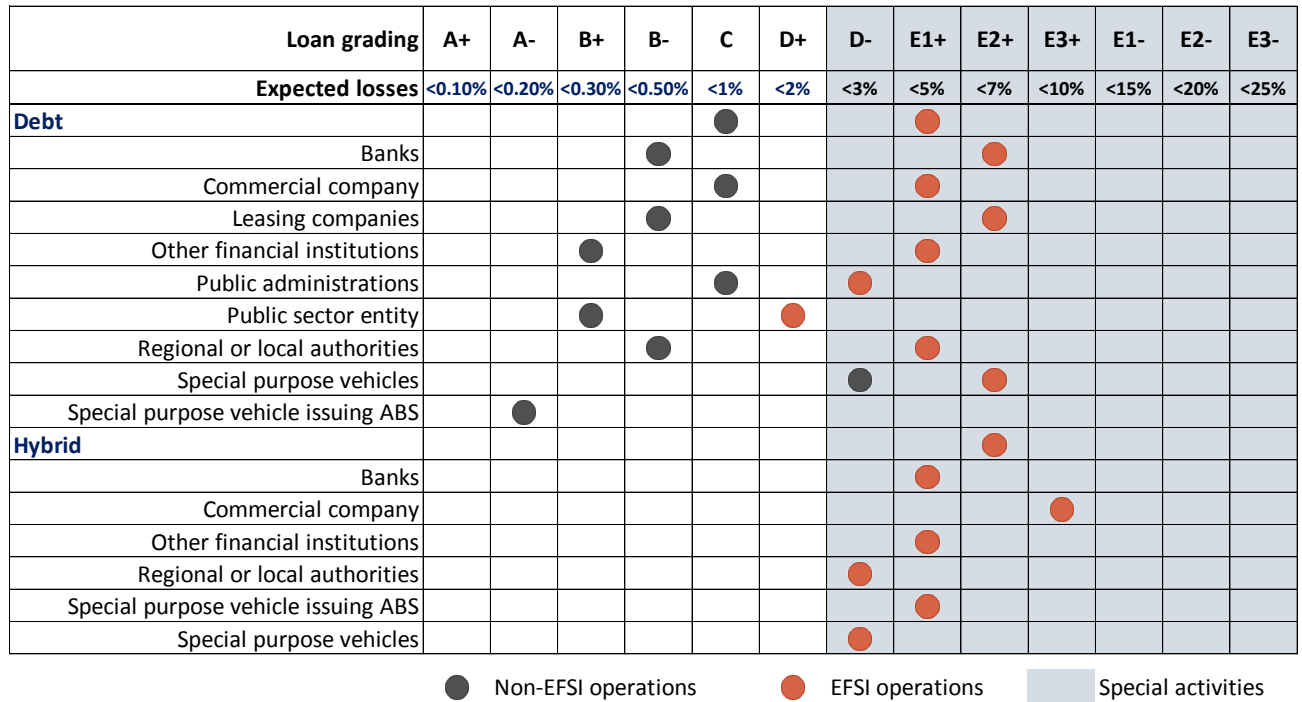 Loan grading A+ A- B+ B- C D+ D- E1+ E2+ E3+ E1- E2- E3-
Expected losses <0.10% <0.20% <0.30% <0.50% <1% <2% <3% <5% <7% <10% <15% <20% <25%
Debt
Banks
Commercial company
Leasing companies
Other financial institutions
Public administrations
Public sector entity
Regional or local authorities
Special purpose vehicles
Special purpose vehicle issuing ABS
Hybrid
Banks
Commercial company
Other financial institutions
Regional or local authorities
Special purpose vehicle issuing ABS
Special purpose vehicles
Non-EFSI operations EFSI operations Special activities